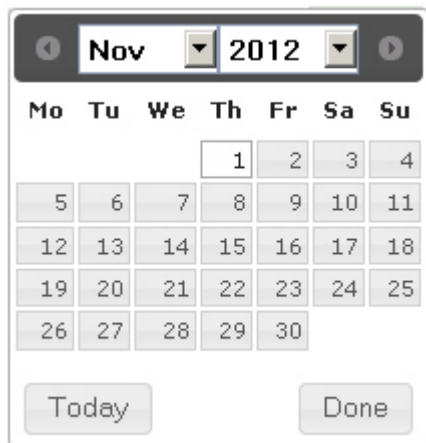 Nov 2012
Mo Tu We Th Fr Sa Su
1 2 3 4
5 6 7 8 9 10 11
12 13 14 15 16 17 18
19 20 21 22 23 24 25
26 27 28 29 30
Today Done